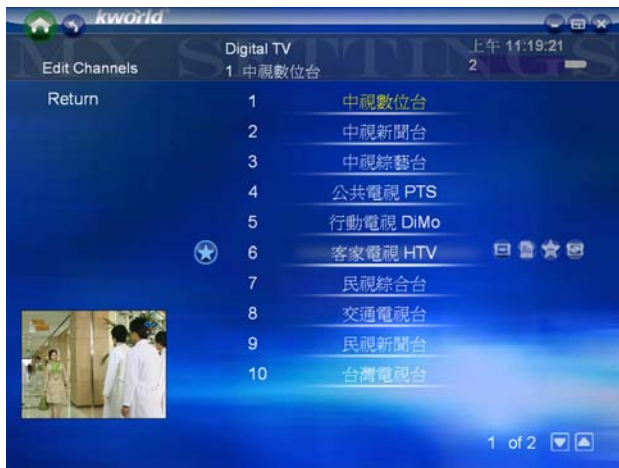 kworld
MY SETTINGS
Edit Channels
Digital TV
1 中視數位台
上午 11:19:21
2
Return
1 中視數位台
2 中視新聞台
3 中視綜藝台
4 公共電視 PTS
5 行動電視 DiMo
6 客家電視 HTV
7 民視綜合台
8 交通電視台
9 民視新聞台
10 台灣電視台
1 of 2